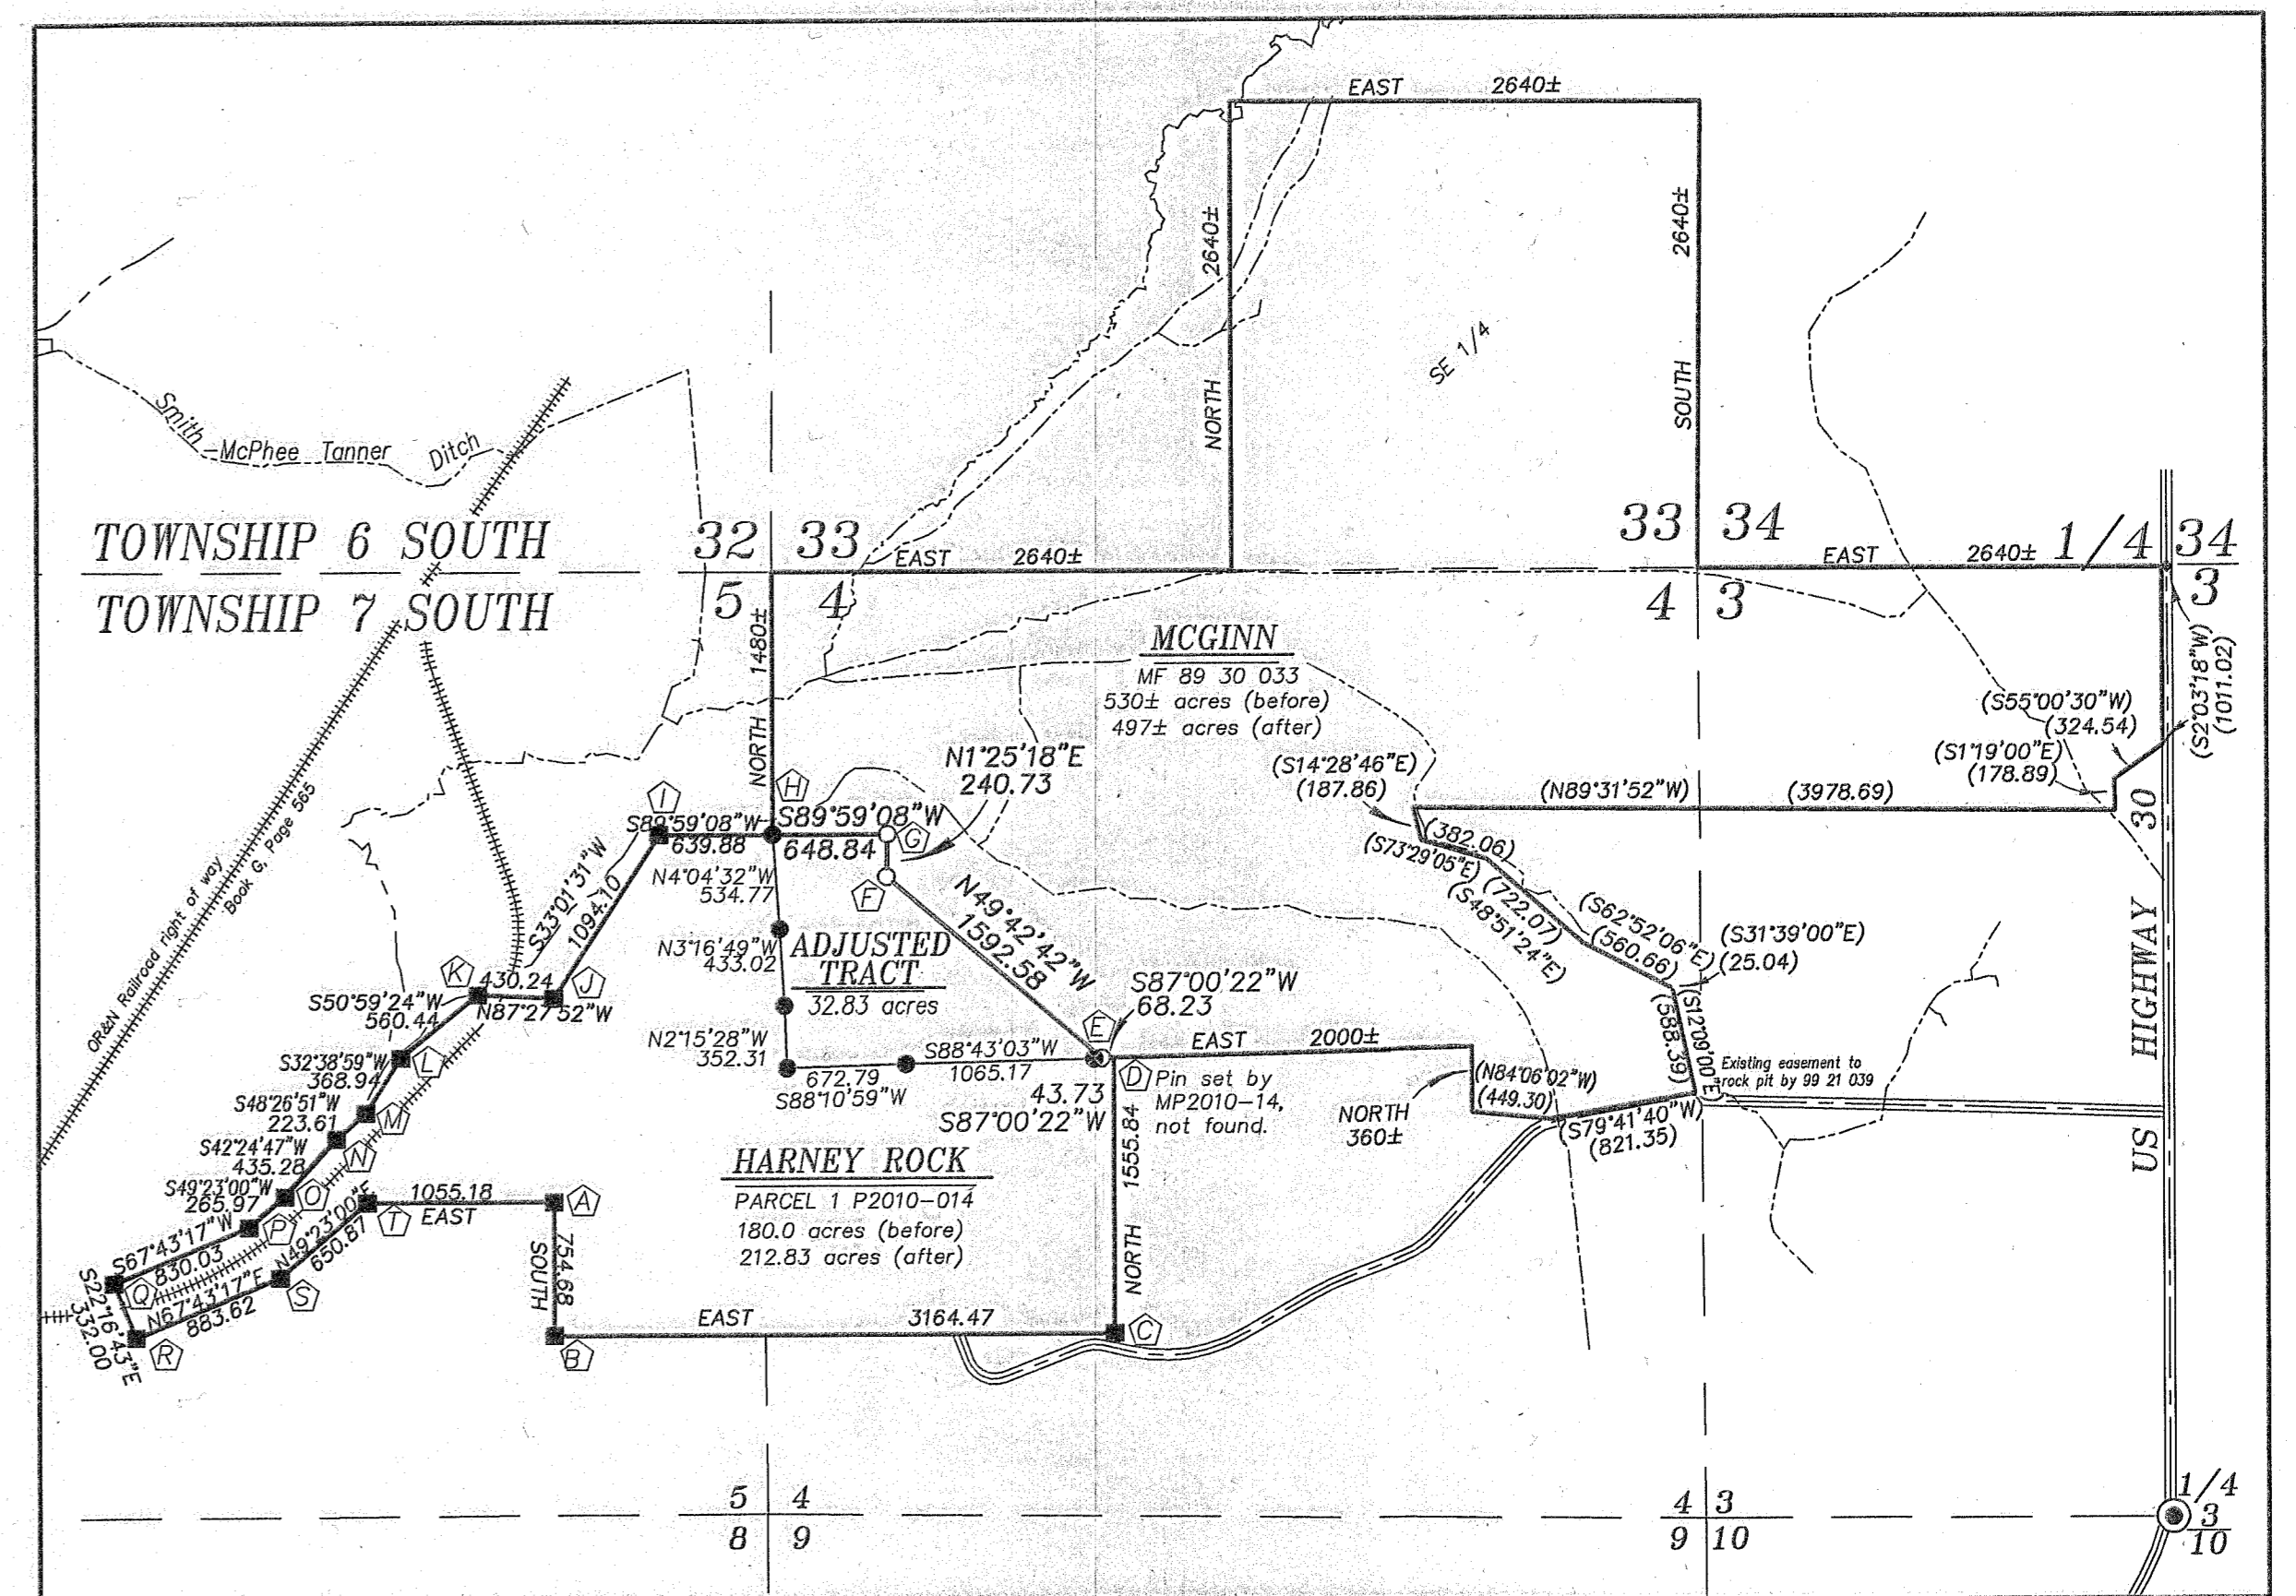 EAST 2640±
2640±
NORTH
2640±
SOUTH
SE 1/4
Smith
McPhee Tanner
Ditch
TOWNSHIP 6 SOUTH
TOWNSHIP 7 SOUTH
32 33
5 4
EAST 2640±
33 34
4 3
EAST 2640±
1/4 34
3
NORTH 1480±
MCGINN
MF 89 30 033
530± acres (before)
497± acres (after)
(S2°03'18"W)
(1011.02)
(S55°00'30"W)
(324.54)
(S1°19'00"E)
(178.89)
(S14°28'46"E)
(187.86)
(N89°31'52"W) (3978.69)
N1°25'18"E
240.73
OR&N Railroad right of way
Book G, Page 565
I
H
S89°59'08"W
639.88
S89°59'08"W
648.84
G
F
S33°01'31"W
1094.10
N4°04'32"W
534.77
N3°16'49"W
433.02
N2°15'28"W
352.31
ADJUSTED
TRACT
32.83 acres
N49°42'42"W
1592.58
(382.06)
(S73°29'05"E)
(722.07)
(S48°51'24"E)
(S62°52'06"E)
(560.66)
(S31°39'00"E)
(25.04)
(S12°09'00"E)
(588.39)
US HIGHWAY 30
K
430.24
N87°27'52"W
J
S50°59'24"W
560.44
L
S32°38'59"W
368.94
M
S48°26'51"W
223.61
N
S42°24'47"W
435.28
O
S49°23'00"W
265.97
P
S67°43'17"W
830.03
Q
S22°16'43"E
332.00
R
N67°43'17"E
883.62
S
N49°23'00"E
650.87
T
1055.18
EAST
A
754.68
SOUTH
B
672.79
S88°10'59"W
S88°43'03"W
1065.17
E
S87°00'22"W
68.23
D
43.73
S87°00'22"W
EAST 2000±
Pin set by
MP2010-14,
not found.
NORTH
360±
(N84°06'02"W)
(449.30)
(S79°41'40"W)
(821.35)
Existing easement to
rock pit by 99 21 039
HARNEY ROCK
PARCEL 1 P2010-014
180.0 acres (before)
212.83 acres (after)
NORTH 1555.84
EAST 3164.47
C
5 4
8 9
4 3
9 10
1/4
3
10